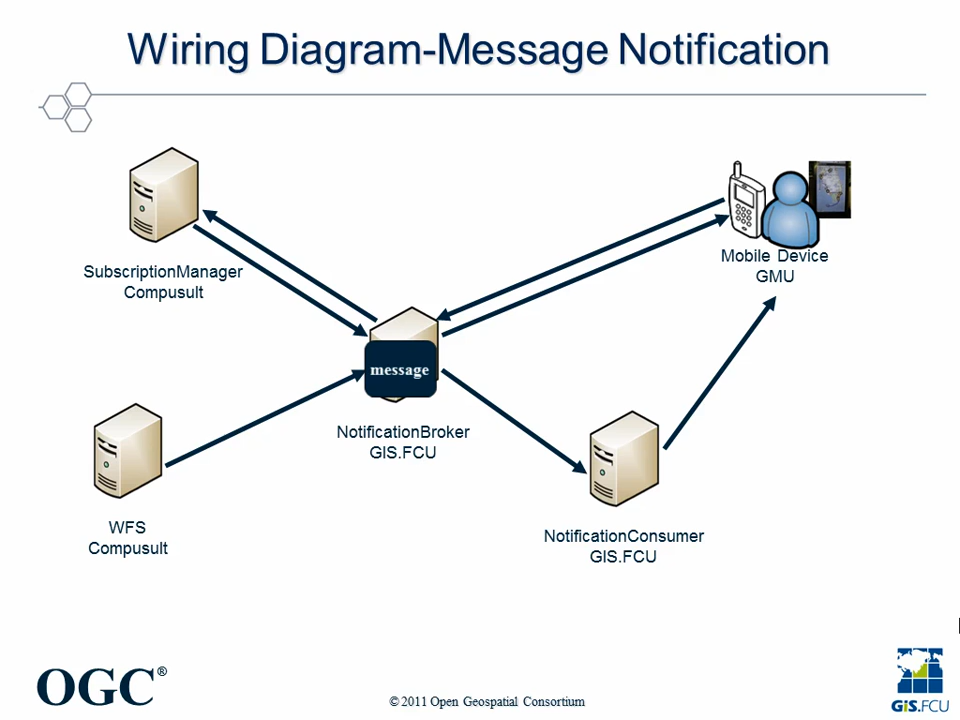 Wiring Diagram-Message Notification
Mobile Device
GMU
SubscriptionManager
Compusult
message
NotificationBroker
GIS.FCU
WFS
Compusult
NotificationConsumer
GIS.FCU
OGC®
© 2011 Open Geospatial Consortium
GIS.FCU